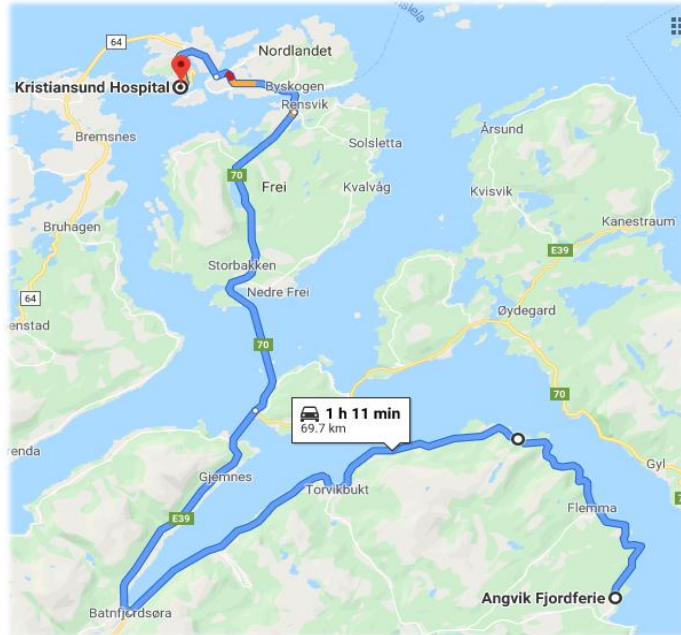 64
Nordlandet
Kristiansund Hospital
Byskogen
Rensvik
Bremsnes
Solsletta
Årsund
70
Frei
Kvalvåg
Kvisvik
Kanestraum
Bruhagen
E39
Storbakken
Nedre Frei
64
Øydegard
enstad
70
70
1 h 11 min
69.7 km
enda
Gjemnes
Gyl
Torvikbukt
Flemma
E39
Angvik Fjordferie
Batnfjordsøra